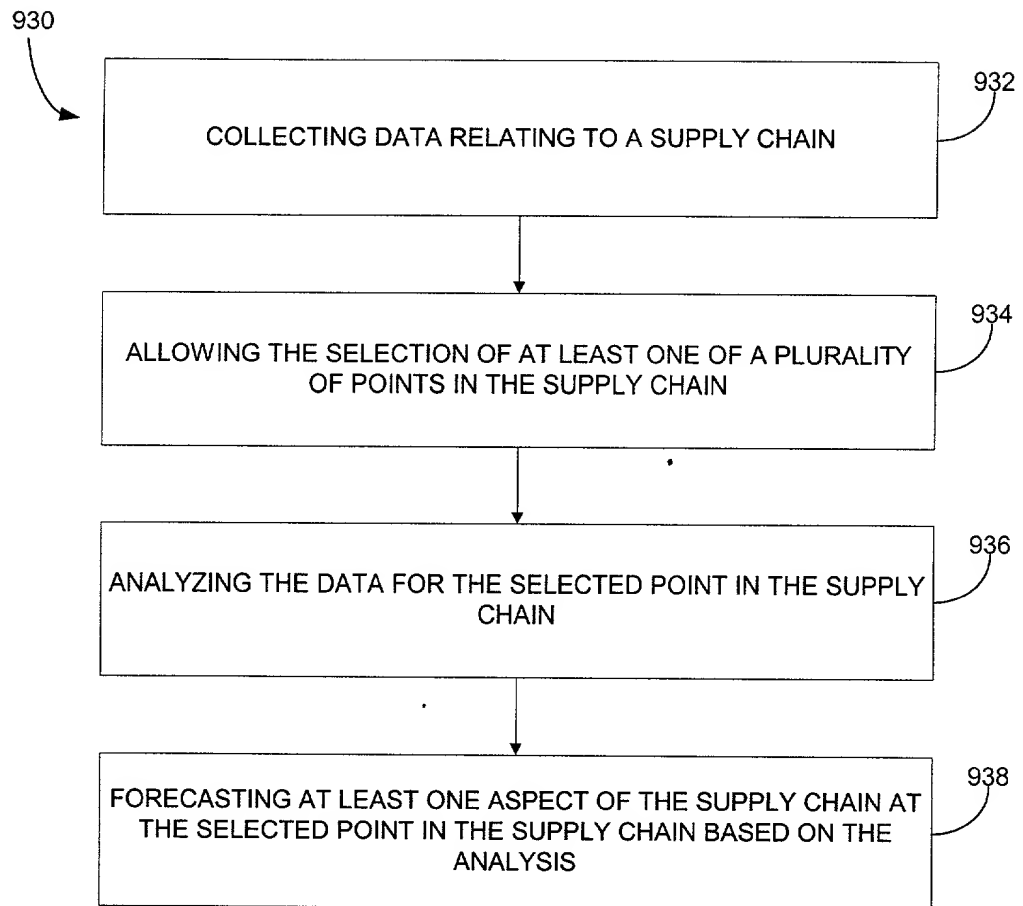 930
932
COLLECTING DATA RELATING TO A SUPPLY CHAIN
934
ALLOWING THE SELECTION OF AT LEAST ONE OF A PLURALITY
OF POINTS IN THE SUPPLY CHAIN
936
ANALYZING THE DATA FOR THE SELECTED POINT IN THE SUPPLY
CHAIN
938
FORECASTING AT LEAST ONE ASPECT OF THE SUPPLY CHAIN AT
THE SELECTED POINT IN THE SUPPLY CHAIN BASED ON THE
ANALYSIS